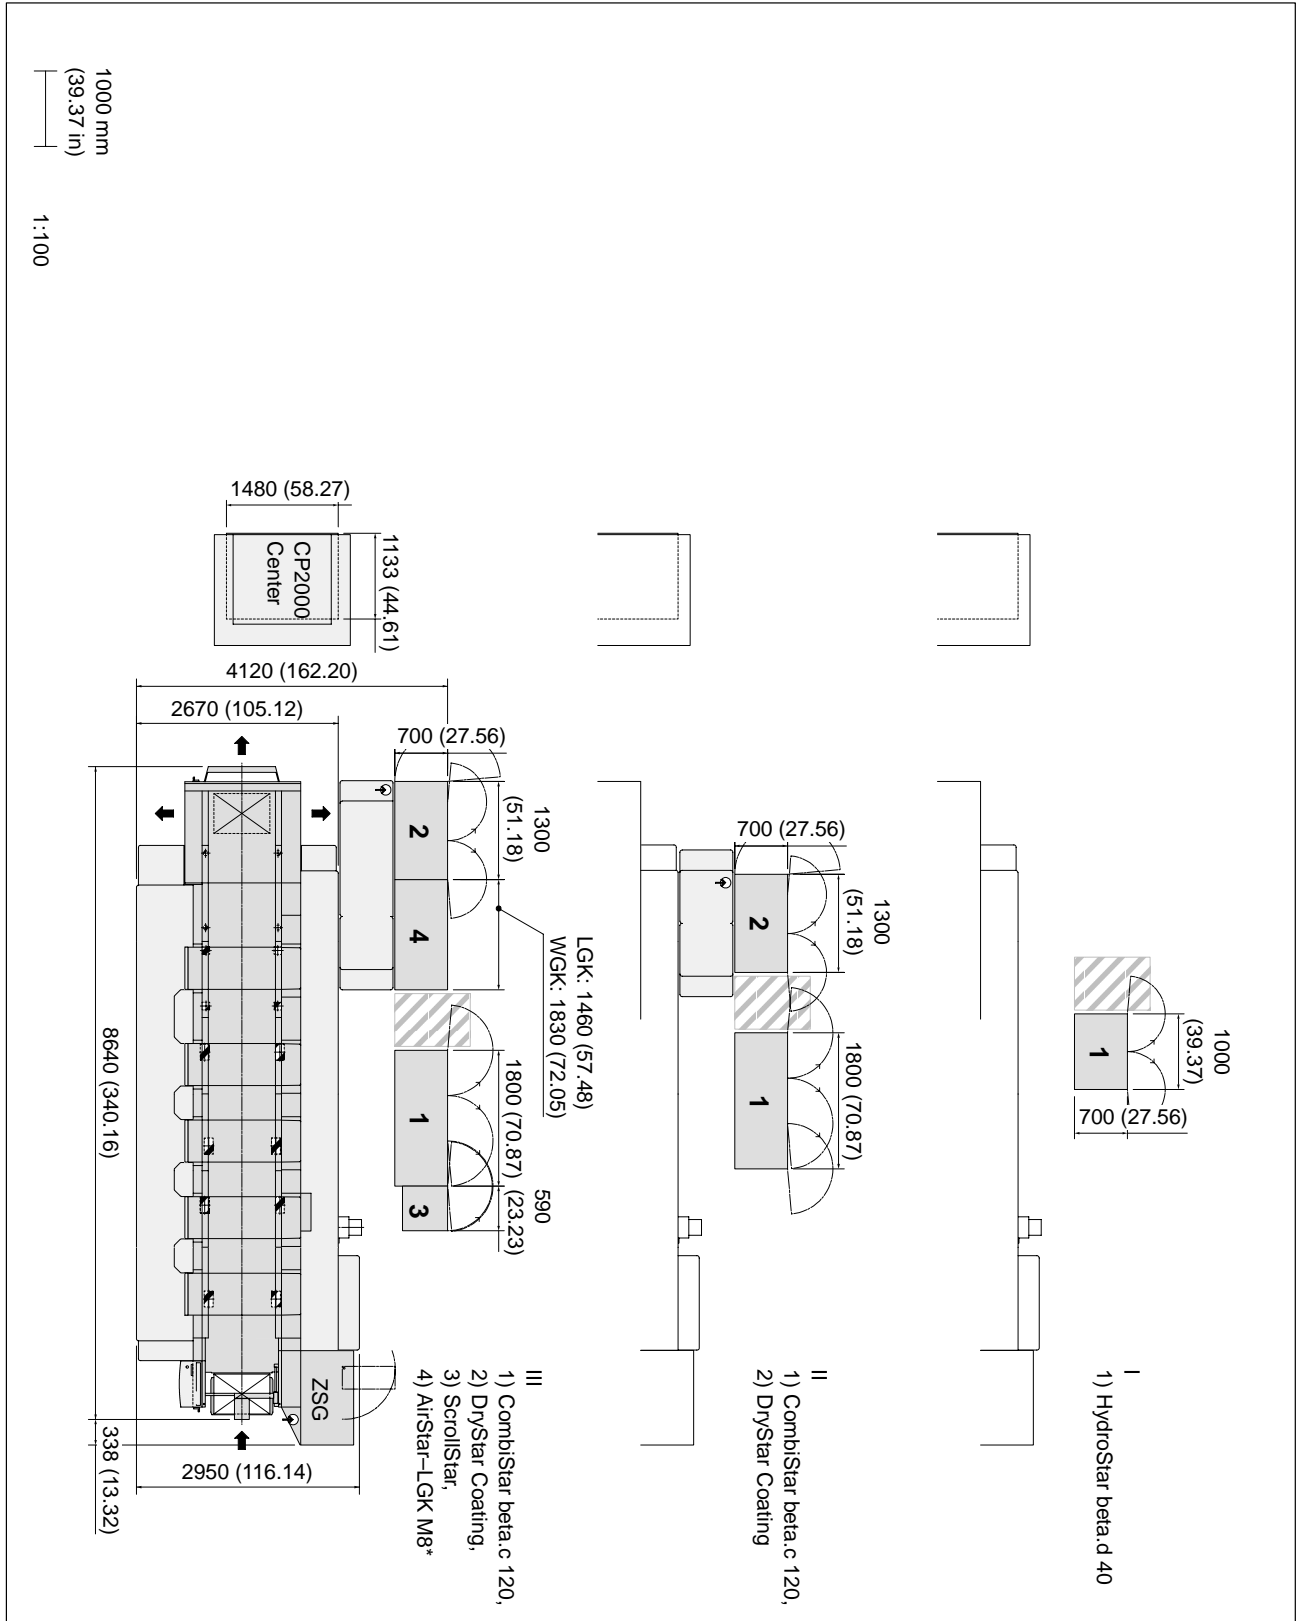 I
1) HydroStar beta.d 40
1000
(39.37)
700 (27.56)
1
II
1) CombiStar beta.c 120,
2) DryStar Coating
1300
(51.18)
700 (27.56)
1800 (70.87)
2
1
III
1) CombiStar beta.c 120,
2) DryStar Coating,
3) ScrollStar,
4) AirStar–LGK M8*
LGK: 1460 (57.48)
WGK: 1830 (72.05)
1300
(51.18)
700 (27.56)
1800 (70.87)
590
(23.23)
2
4
1
3
1480 (58.27)
1133 (44.61)
CP2000
Center
4120 (162.20)
2670 (105.12)
ZSG
8640 (340.16)
338 (13.32)
2950 (116.14)
1000 mm
(39.37 in)
1:100